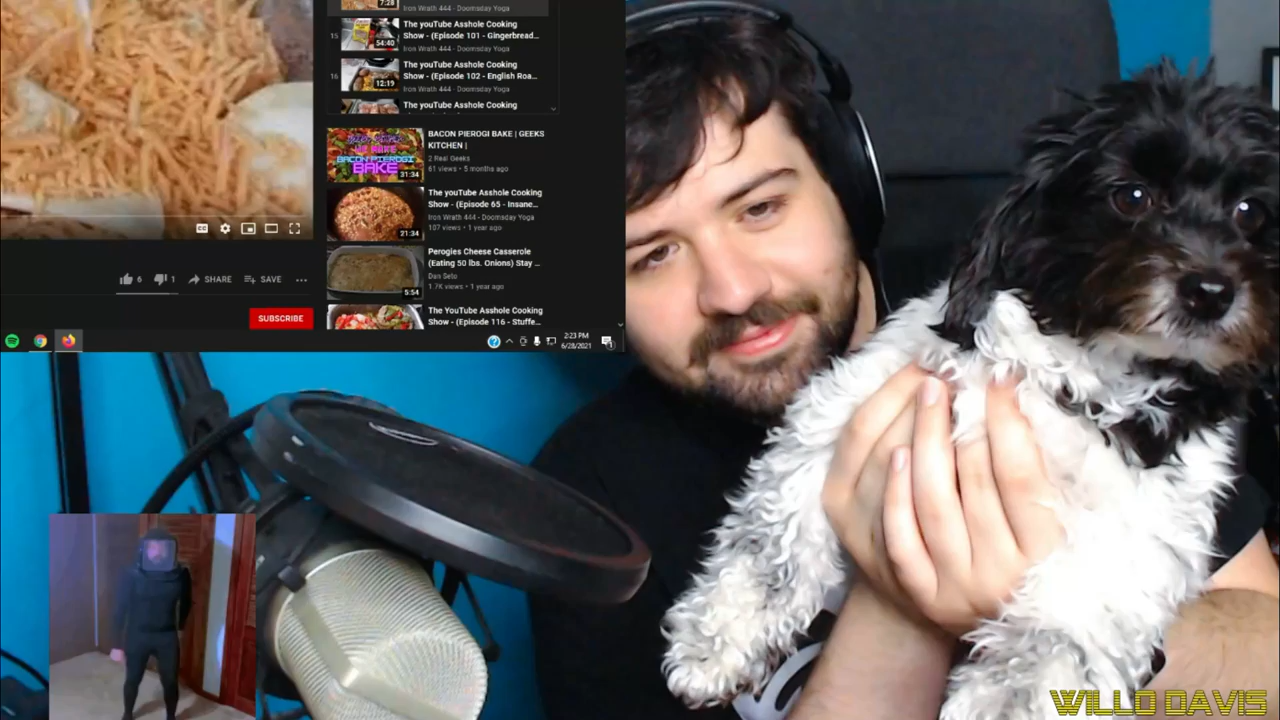 7:28
Iron Wrath 444 - Doomsday Yoga
15
54:40
The youTube Asshole Cooking
Show - (Episode 101 - Gingerbread...
Iron Wrath 444 - Doomsday Yoga
16
12:19
The youTube Asshole Cooking
Show - (Episode 102 - English Roa...
Iron Wrath 444 - Doomsday Yoga
The youTube Asshole Cooking
BACON PIEROGI
BAKE
31:34
BACON PIEROGI BAKE | GEEKS
KITCHEN |
2 Real Geeks
61 views • 5 months ago
21:34
The youTube Asshole Cooking
Show - (Episode 65 - Insane...
Iron Wrath 444 - Doomsday Yoga
107 views • 1 year ago
5:54
Perogies Cheese Casserole
(Eating 50 lbs. Onions) Stay ...
Dan Seto
1.7K views • 1 year ago
The youTube Asshole Cooking
Show - (Episode 116 - Stuffe...
CC
6
1
SHARE
SAVE
SUBSCRIBE
2:23 PM
6/28/2021
WILLO DAVIS